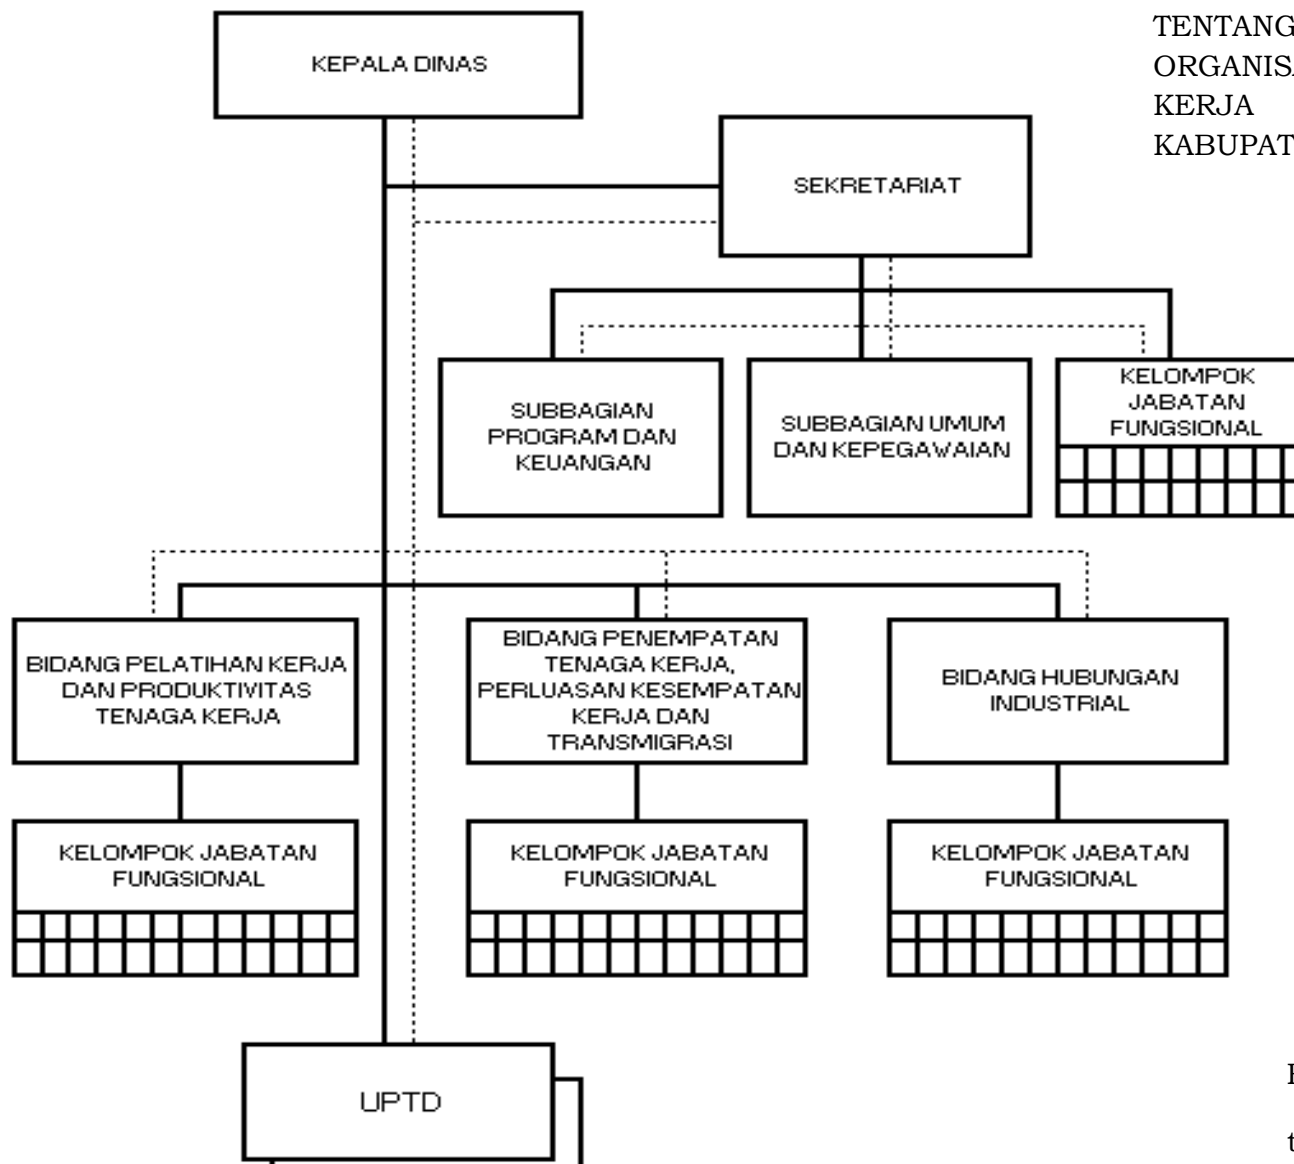 TENTANG
ORGANISA
KERJA
KABUPAT
KEPALA DINAS
SEKRETARIAT
SUBBAGIAN
PROGRAM DAN
KEUANGAN
SUBBAGIAN UMUM
DAN KEPEGAWAIAN
KELOMPOK
JABATAN
FUNGSIONAL
BIDANG PELATIHAN KERJA
DAN PRODUKTIVITAS
TENAGA KERJA
BIDANG PENEMPATAN
TENAGA KERJA,
PERLUASAN KESEMPATAN
KERJA DAN
TRANSMIGRASI
BIDANG HUBUNGAN
INDUSTRIAL
KELOMPOK JABATAN
FUNGSIONAL
KELOMPOK JABATAN
FUNGSIONAL
KELOMPOK JABATAN
FUNGSIONAL
UPTD
t